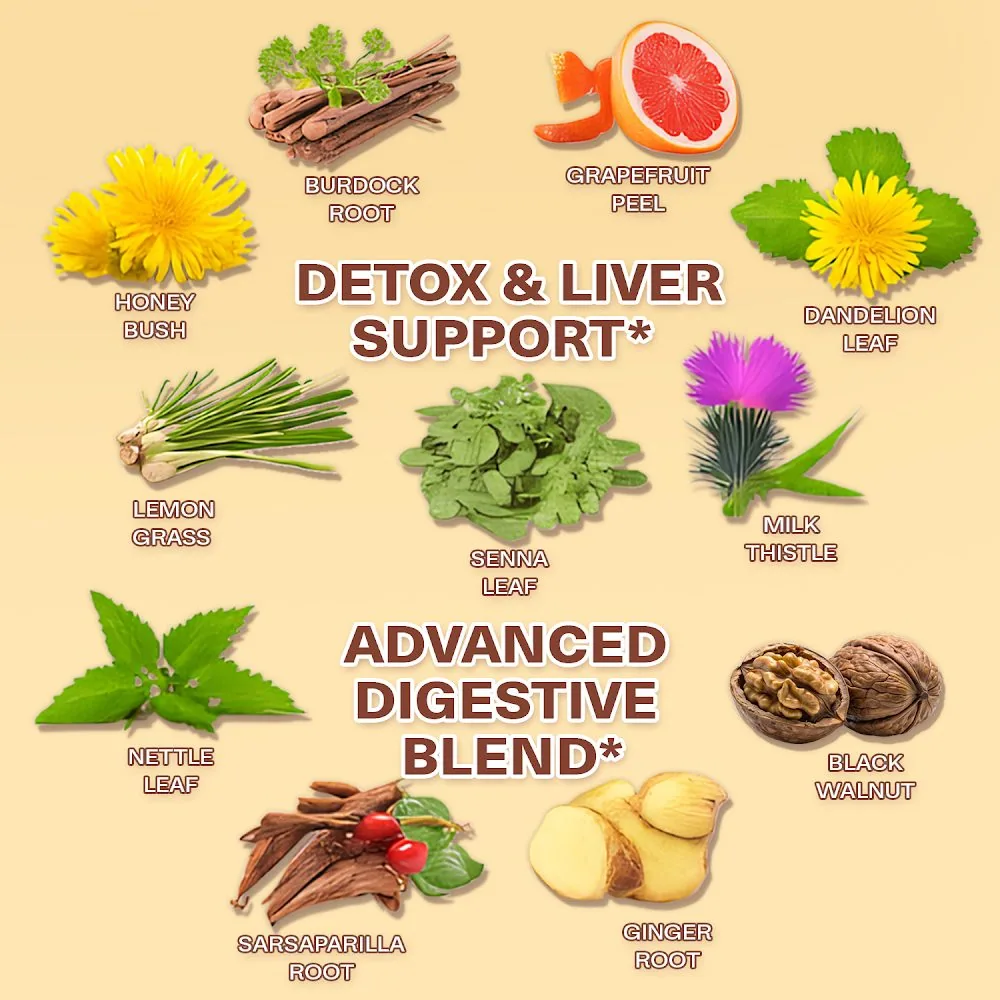 BURDOCK
ROOT
GRAPEFRUIT
PEEL
HONEY
BUSH
DETOX & LIVER
SUPPORT*
DANDELION
LEAF
LEMON
GRASS
SENNA
LEAF
MILK
THISTLE
NETTLE
LEAF
ADVANCED
DIGESTIVE
BLEND*
BLACK
WALNUT
SARSAPARILLA
ROOT
GINGER
ROOT